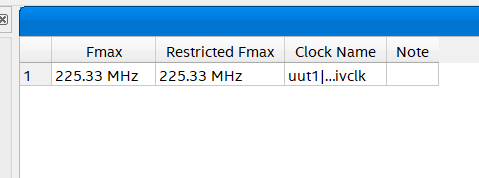 Fmax Restricted Fmax Clock Name Note
1 225.33 MHz 225.33 MHz uut1|...ivclk